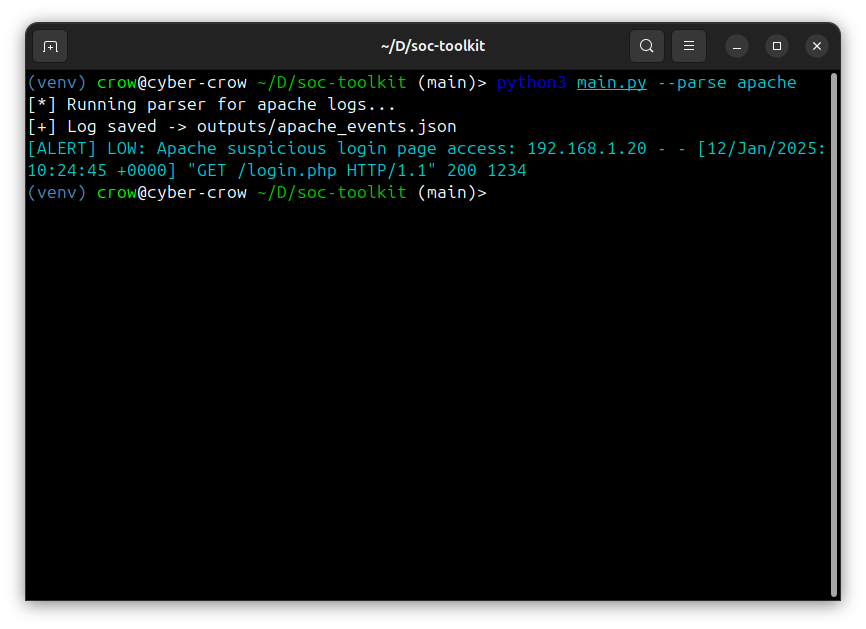 ~/D/soc-toolkit
(venv) crow@cyber-crow ~/D/soc-toolkit (main)> python3 main.py --parse apache
[*] Running parser for apache logs...
[+] Log saved -> outputs/apache_events.json
[ALERT] LOW: Apache suspicious login page access: 192.168.1.20 - - [12/Jan/2025:
10:24:45 +0000] "GET /login.php HTTP/1.1" 200 1234
(venv) crow@cyber-crow ~/D/soc-toolkit (main)>